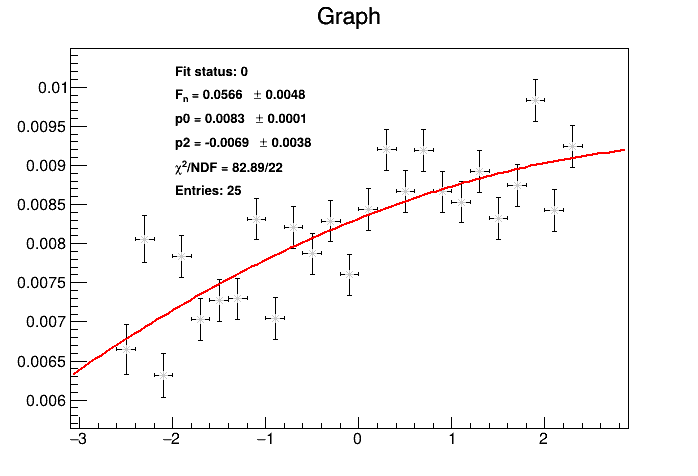 Graph
Fit status: 0
Fn = 0.0566 ± 0.0048
p0 = 0.0083 ± 0.0001
p2 = -0.0069 ± 0.0038
χ²/NDF = 82.89/22
Entries: 25
0.01
0.0095
0.009
0.0085
0.008
0.0075
0.007
0.0065
0.006
−3 −2 −1 0 1 2